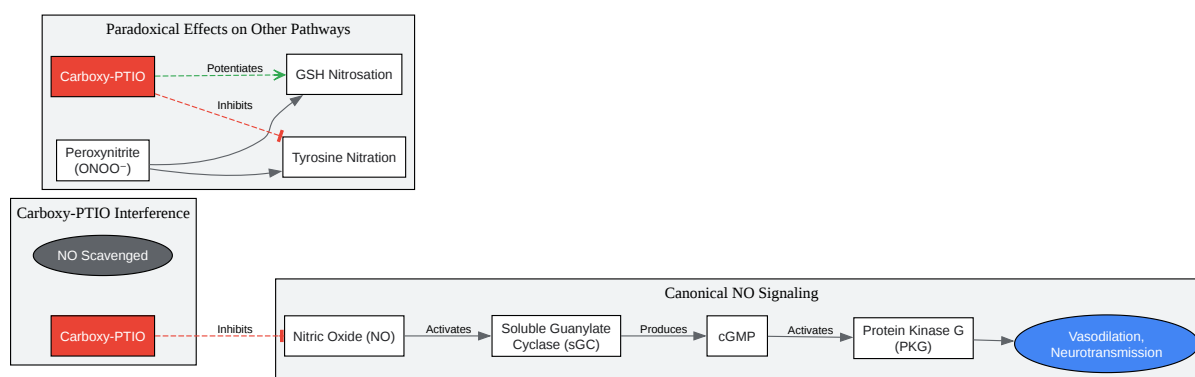 Paradoxical Effects on Other Pathways
Carboxy-PTIO
Potentiates
GSH Nitrosation
Inhibits
Peroxynitrite
(ONOO⁻)
Tyrosine Nitration
Carboxy-PTIO Interference
NO Scavenged
Carboxy-PTIO
Inhibits
Canonical NO Signaling
Nitric Oxide (NO)
Activates
Soluble Guanylate
Cyclase (sGC)
Produces
cGMP
Activates
Protein Kinase G
(PKG)
Vasodilation,
Neurotransmission